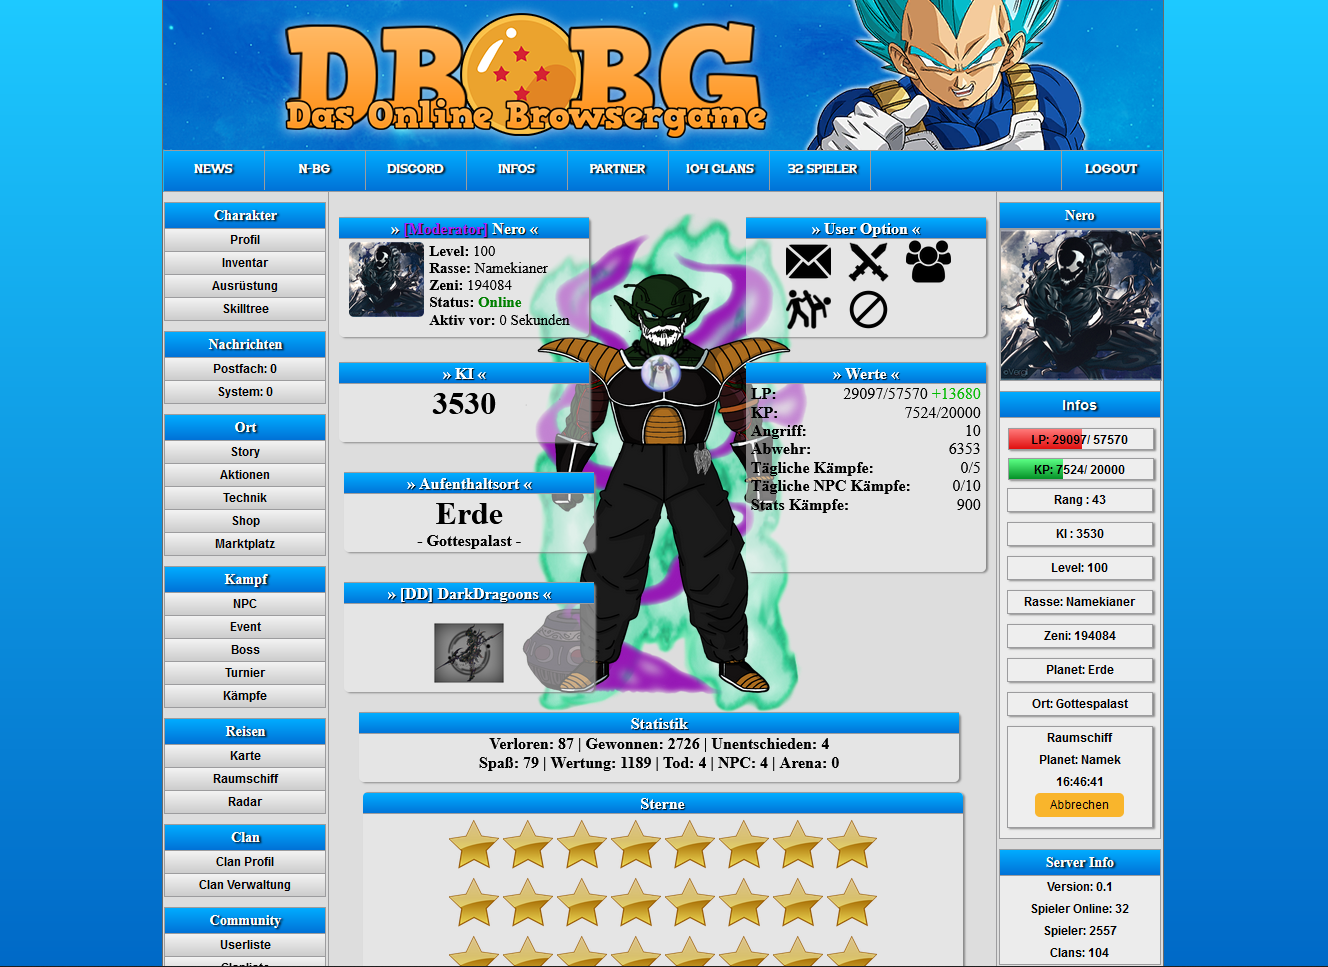 DBBG
Das Online Browsergame
NEWS
N-BG
DISCORD
INFOS
PARTNER
104 CLANS
32 SPIELER
LOGOUT
Charakter
Profil
Inventar
Ausrüstung
Skilltree
Nachrichten
Postfach: 0
System: 0
Ort
Story
Aktionen
Technik
Shop
Marktplatz
Kampf
NPC
Event
Boss
Turnier
Kämpfe
Reisen
Karte
Raumschiff
Radar
Clan
Clan Profil
Clan Verwaltung
Community
Userliste
» [Moderator] Nero «
Level: 100
Rasse: Namekianer
Zeni: 194084
Status: Online
Aktiv vor: 0 Sekunden
» KI «
3530
» Aufenthaltsort «
Erde
- Gottespalast -
» [DD] DarkDragoons «
» User Option «
» Werte «
LP: 29097/57570 +13680
KP: 7524/20000
Angriff: 10
Abwehr: 6353
Tägliche Kämpfe: 0/5
Tägliche NPC Kämpfe: 0/10
Stats Kämpfe: 900
Statistik
Verloren: 87 | Gewonnen: 2726 | Unentschieden: 4
Spaß: 79 | Wertung: 1189 | Tod: 4 | NPC: 4 | Arena: 0
Sterne
Nero
Infos
LP: 29097/ 57570
KP: 7524/ 20000
Rang : 43
KI : 3530
Level: 100
Rasse: Namekianer
Zeni: 194084
Planet: Erde
Ort: Gottespalast
Raumschiff
Planet: Namek
16:46:41
Abbrechen
Server Info
Version: 0.1
Spieler Online: 32
Spieler: 2557
Clans: 104